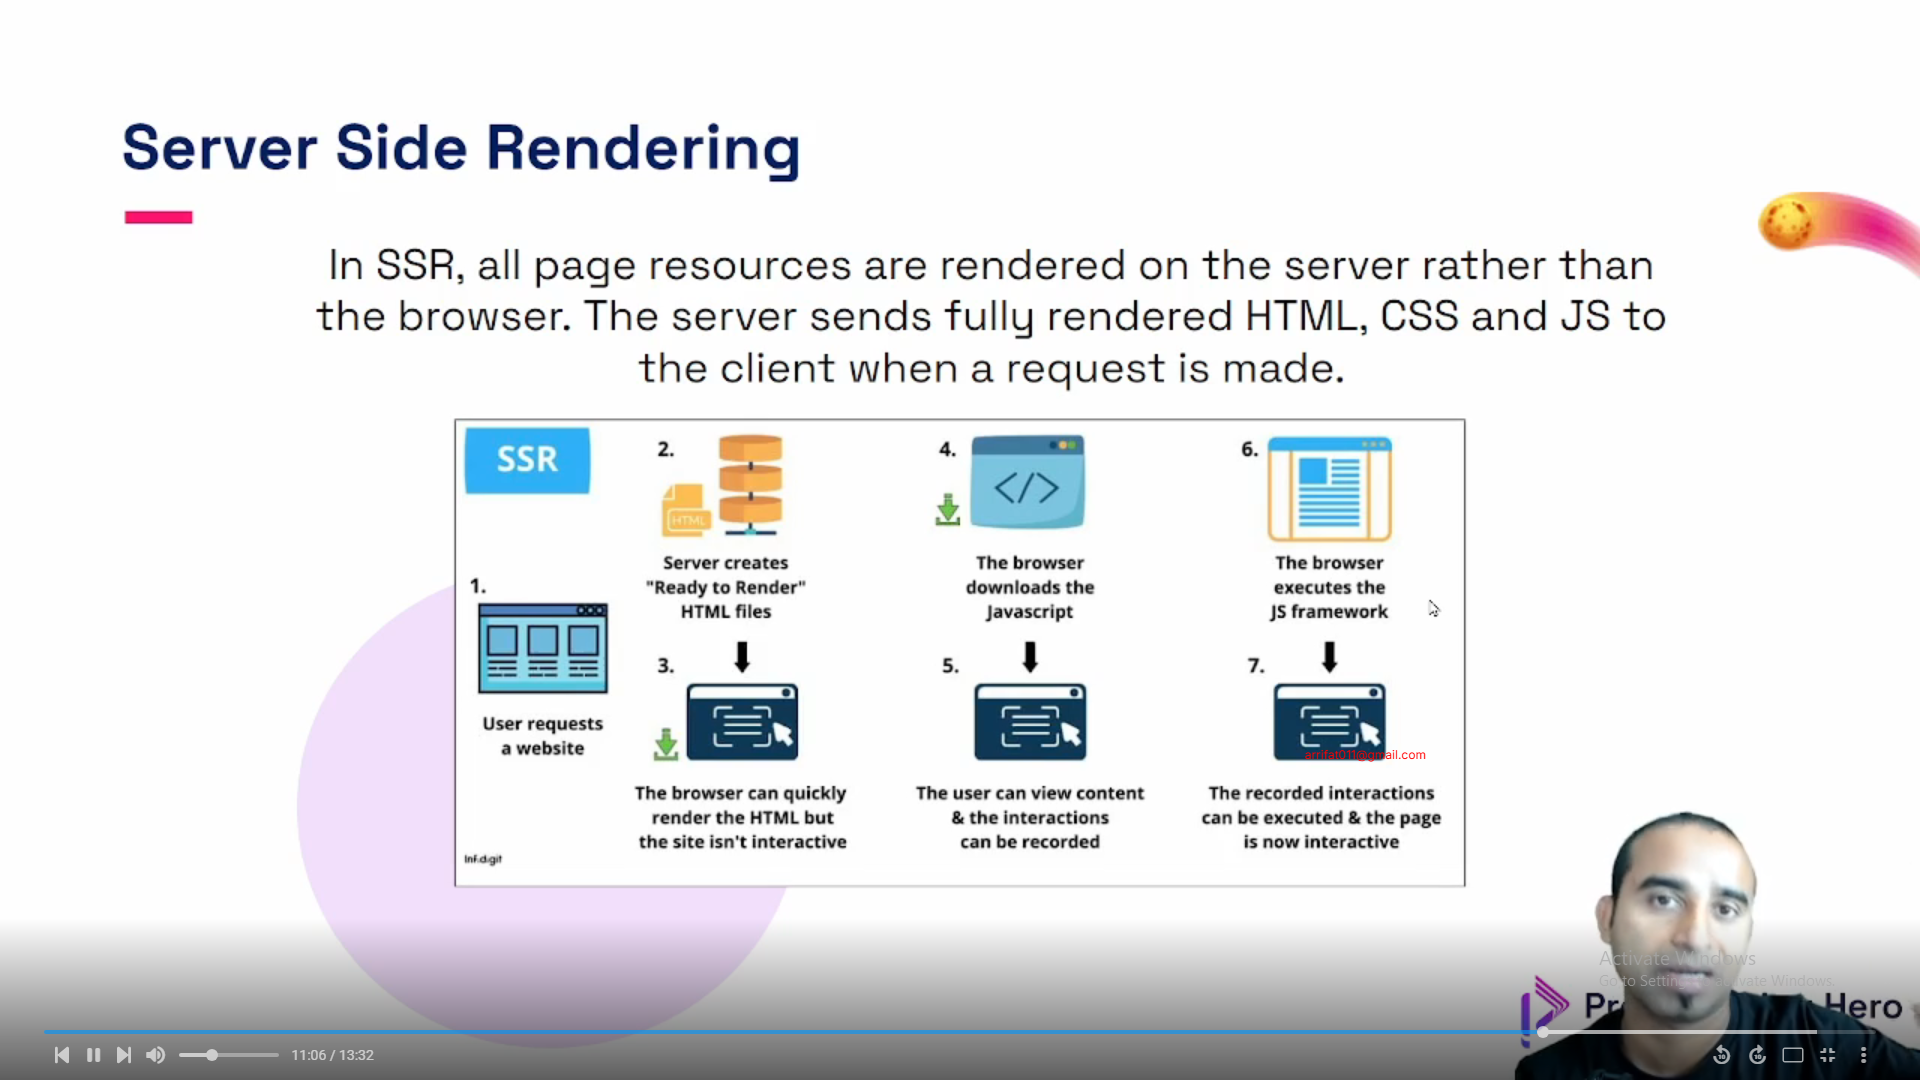 Server Side Rendering
In SSR, all page resources are rendered on the server rather than
the browser. The server sends fully rendered HTML, CSS and JS to
the client when a request is made.
SSR
1.
User requests
a website
2.
HTML
Server creates
"Ready to Render"
HTML files
3.
The browser can quickly
render the HTML but
the site isn't interactive
4.
</>
The browser
downloads the
Javascript
5.
The user can view content
& the interactions
can be recorded
6.
The browser
executes the
JS framework
7.
arrifat011@gmail.com
The recorded interactions
can be executed & the page
is now interactive
Activate Windows
Go to Settings to activate Windows.
Hero
11:06 / 13:32
10
10